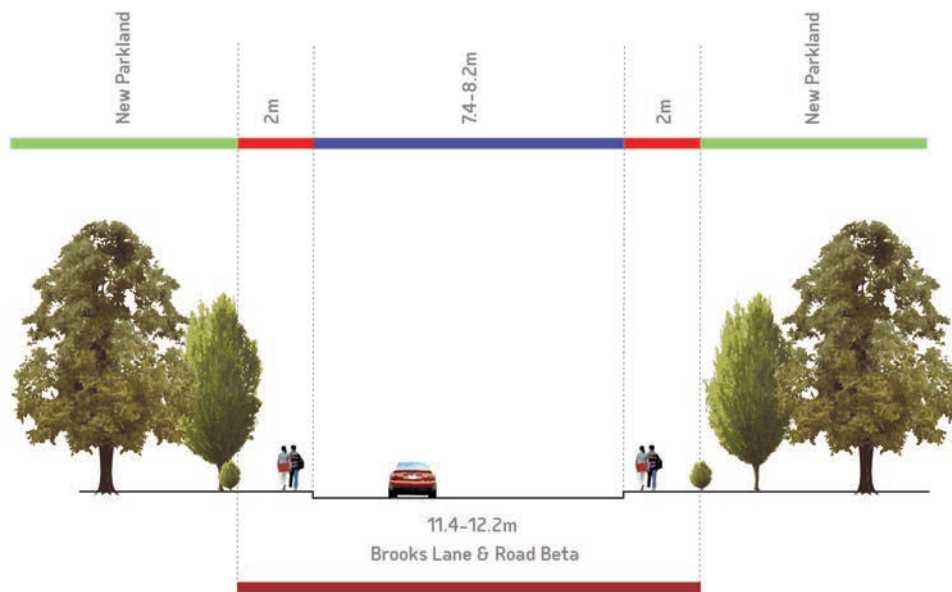 New Parkland
2m
7.4-8.2m
2m
New Parkland
11.4-12.2m
Brooks Lane & Road Beta